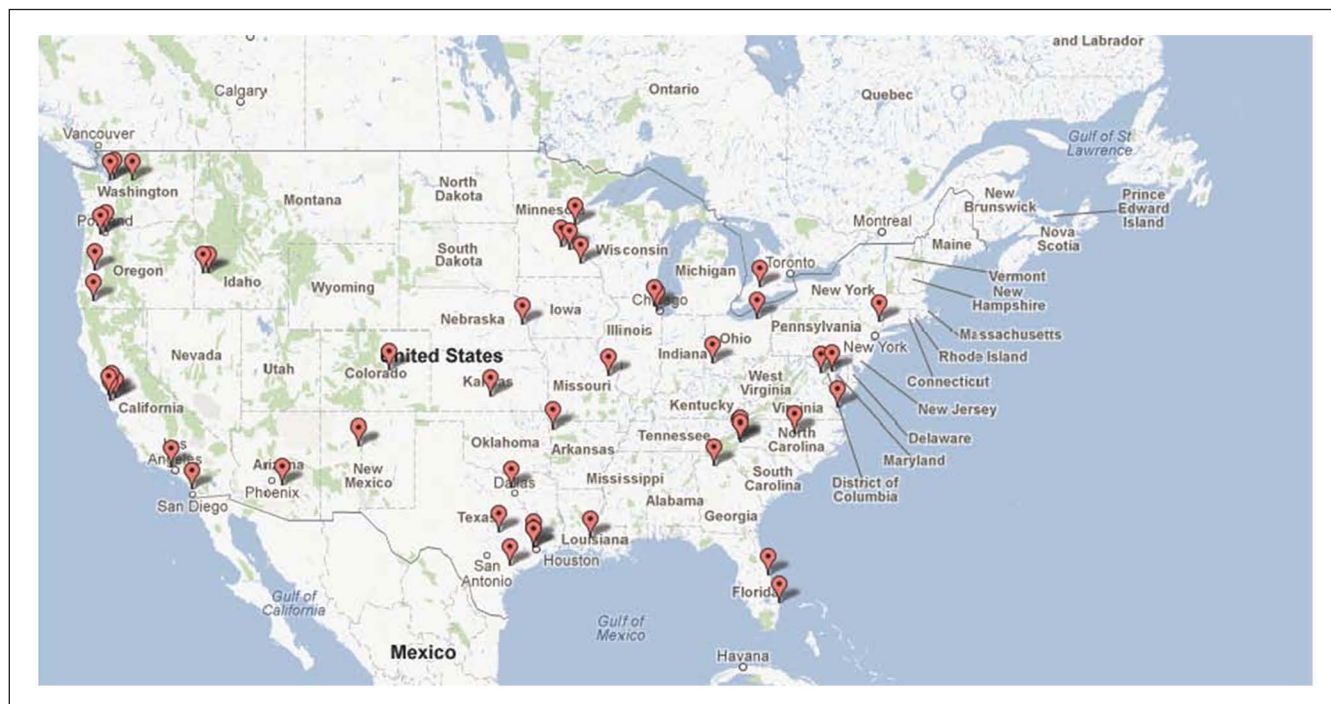 and Labrador
Calgary
Ontario
Quebec
Vancouver
Gulf of St
Lawrence
Washington
North
Dakota
Montana
Minnesota
New
Brunswick
Prince
Edward
Island
Montreal
Portland
Nova
Scotia
Maine
Oregon
Idaho
South
Dakota
Wisconsin
Michigan
Toronto
Vermont
New
Hampshire
Wyoming
New York
Iowa
Chicago
Nebraska
Massachusetts
Illinois
Ohio
Pennsylvania
New York
Rhode Island
Nevada
United States
Indiana
Utah
Colorado
Kansas
Missouri
West
Virginia
Connecticut
California
Kentucky
Virginia
New Jersey
Los
Angeles
Oklahoma
Tennessee
North
Carolina
Delaware
Arkansas
Maryland
Arizona
New
Mexico
Dallas
Mississippi
South
Carolina
District of
Columbia
Phoenix
San Diego
Alabama
Texas
Georgia
Louisiana
San
Antonio
Houston
Gulf of
California
Florida
Gulf of
Mexico
Mexico
Havana